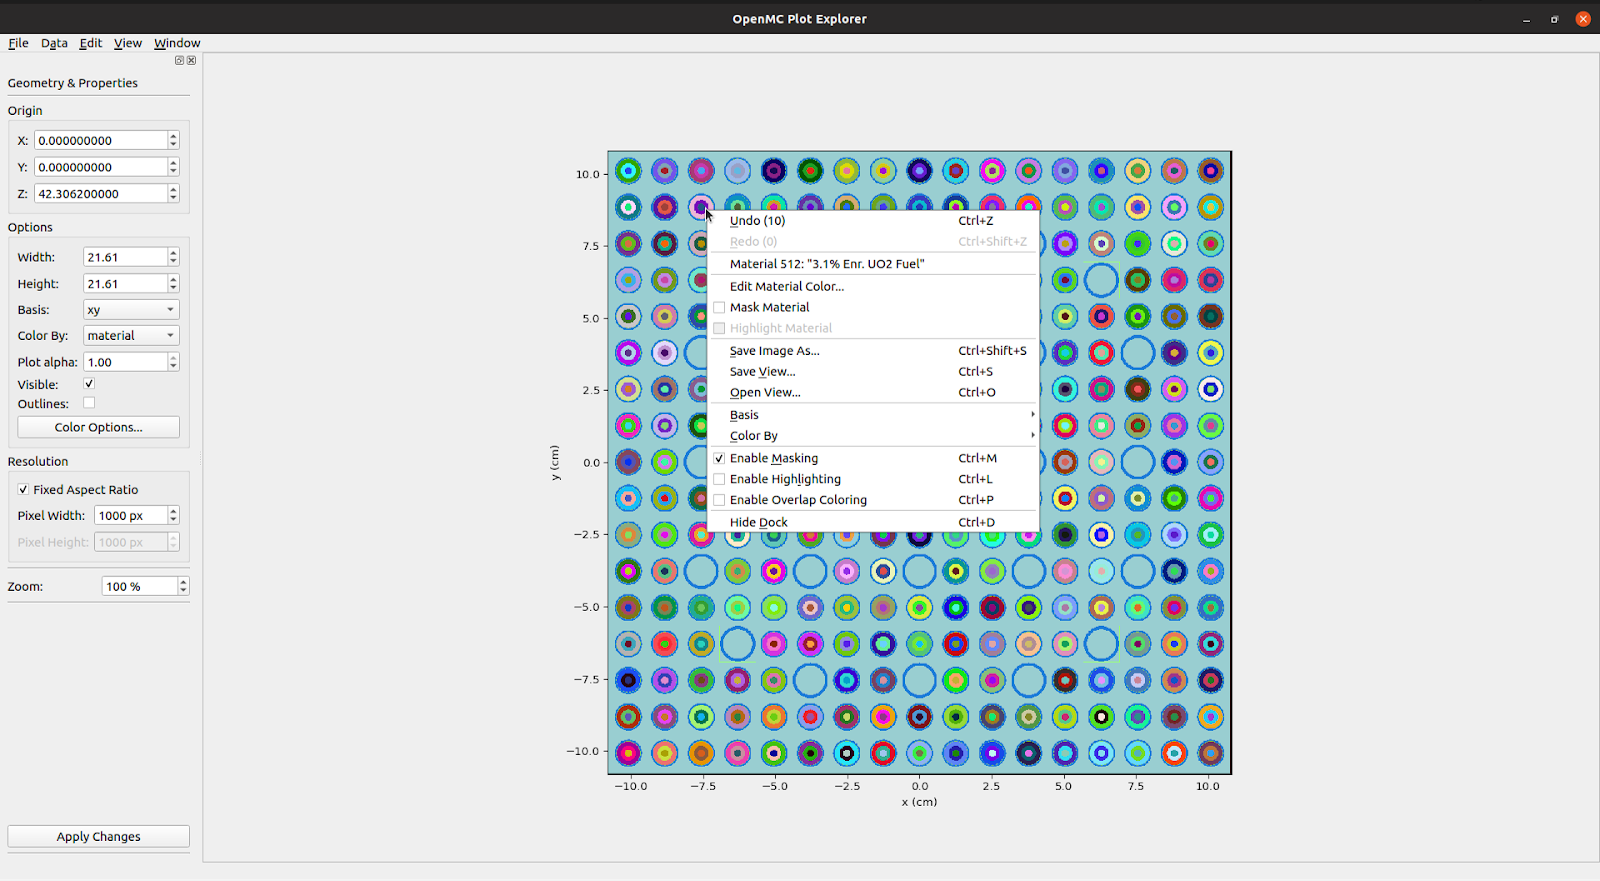 OpenMC Plot Explorer
File Data Edit View Window
Geometry & Properties
Origin
X: 0.000000000
Y: 0.000000000
Z: 42.306200000
Options
Width: 21.61
Height: 21.61
Basis: xy
Color By: material
Plot alpha: 1.00
Visible:
Outlines:
Color Options...
Resolution
Fixed Aspect Ratio
Pixel Width: 1000 px
Pixel Height: 1000 px
Zoom: 100 %
Apply Changes
y (cm)
10.0
7.5
5.0
2.5
0.0
−2.5
−5.0
−7.5
−10.0
Undo (10) Ctrl+Z
Redo (0) Ctrl+Shift+Z
Material 512: "3.1% Enr. UO2 Fuel"
Edit Material Color...
Mask Material
Highlight Material
Save Image As... Ctrl+Shift+S
Save View... Ctrl+S
Open View... Ctrl+O
Basis
Color By
Enable Masking Ctrl+M
Enable Highlighting Ctrl+L
Enable Overlap Coloring Ctrl+P
Hide Dock Ctrl+D
−10.0 −7.5 −5.0 −2.5 0.0 2.5 5.0 7.5 10.0
x (cm)